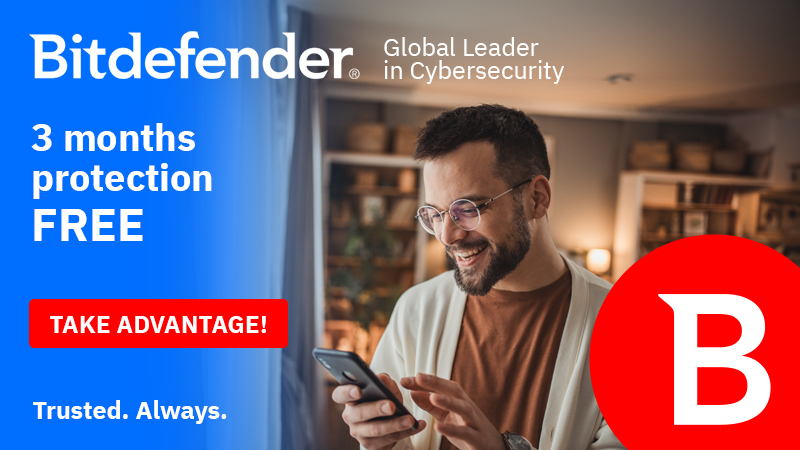 Bitdefender®
Global Leader
in Cybersecurity
3 months
protection
FREE
TAKE ADVANTAGE!
Trusted. Always.
B